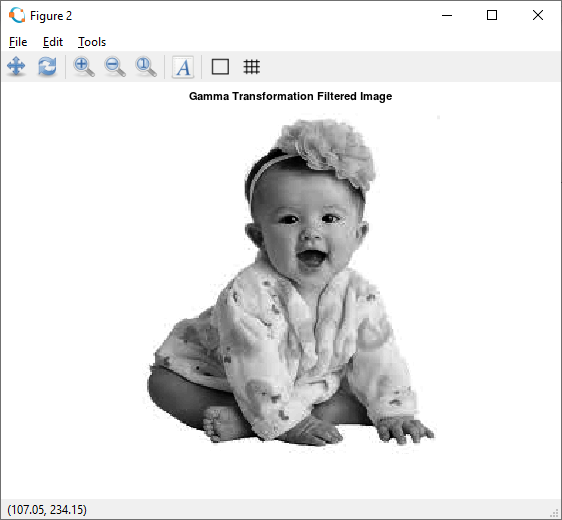 Figure 2
File Edit Tools
A
Gamma Transformation Filtered Image
(107.05, 234.15)